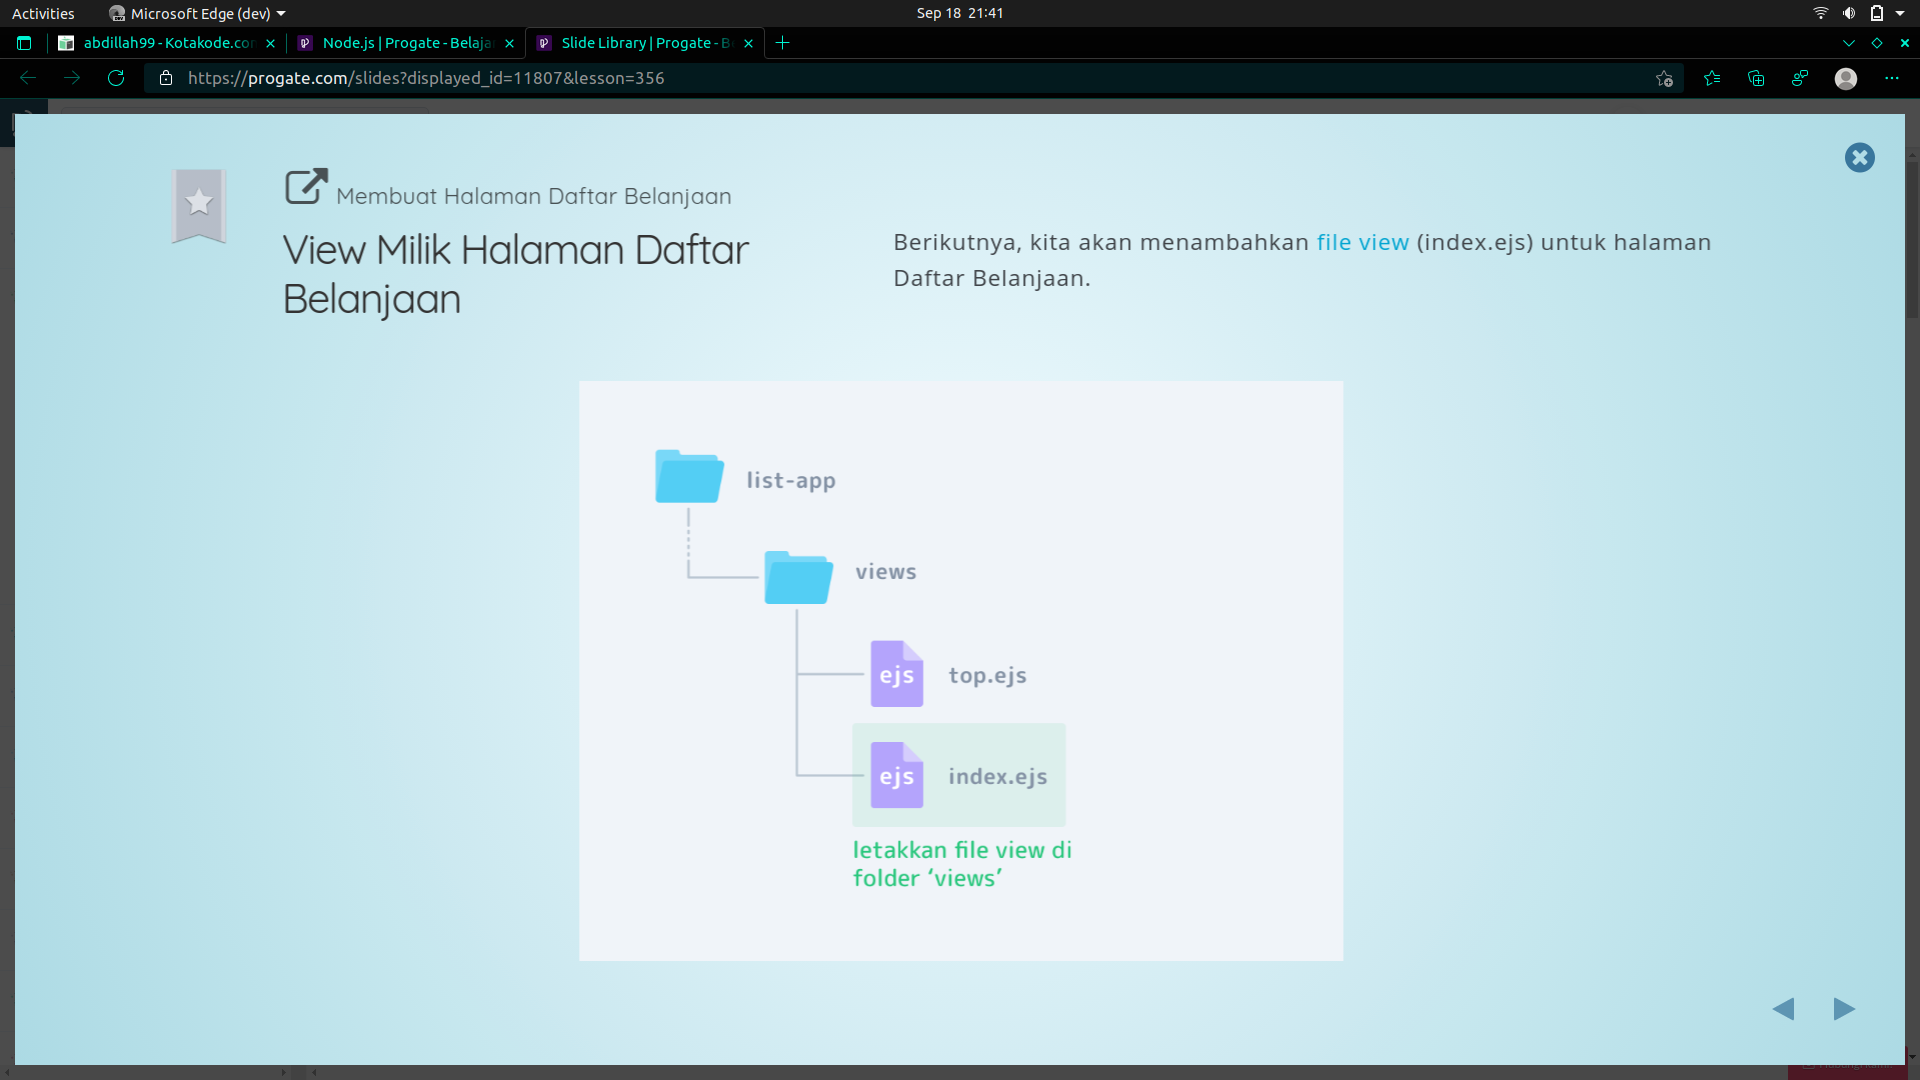 Activities
Microsoft Edge (dev)
Sep 18 21:41
abdillah99 - Kotakode.com
Node.js | Progate - Belaja
Slide Library | Progate - B
https://progate.com/slides?displayed_id=11807&lesson=356
Membuat Halaman Daftar Belanjaan
View Milik Halaman Daftar
Belanjaan
Berikutnya, kita akan menambahkan file view (index.ejs) untuk halaman
Daftar Belanjaan.
list-app
views
ejs
top.ejs
ejs
index.ejs
letakkan file view di
folder ‘views’